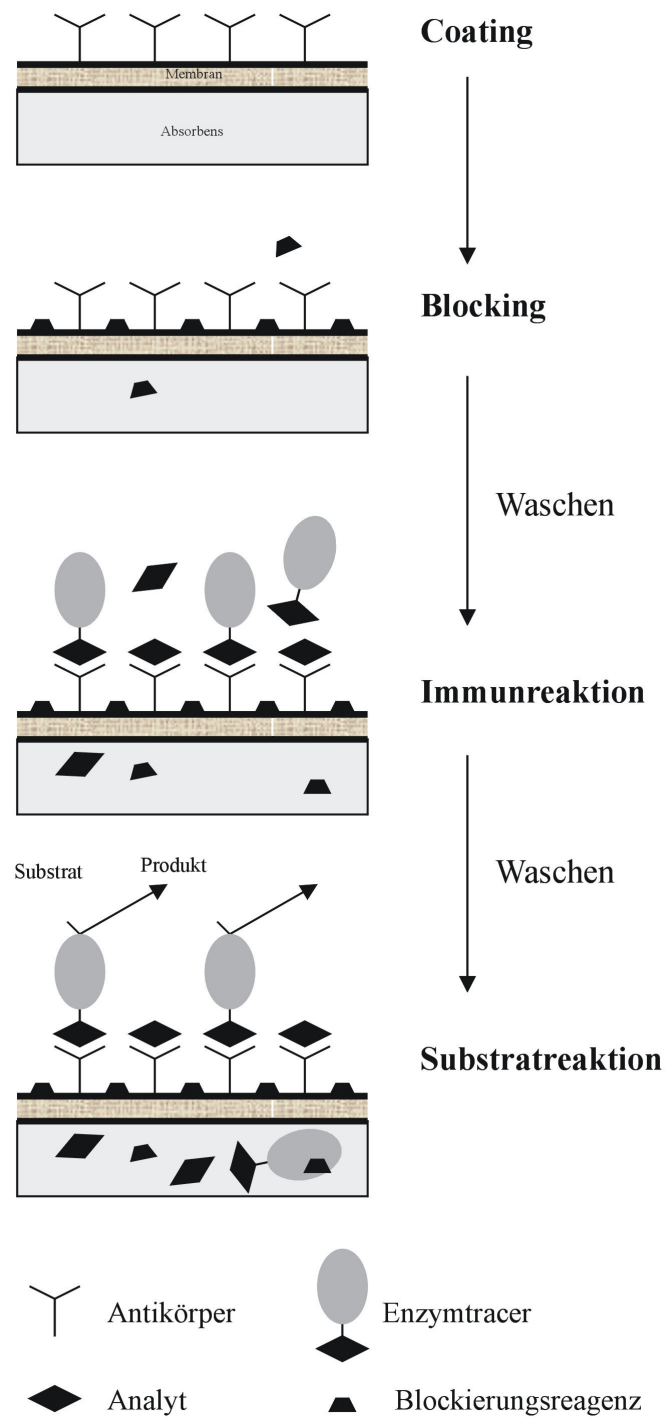 Coating
Membran
Absorbens
Blocking
Waschen
Immunreaktion
Waschen
Substrat
Produkt
Substratreaktion
Antikörper
Enzymtracer
Analyt
Blockierungsreagenz